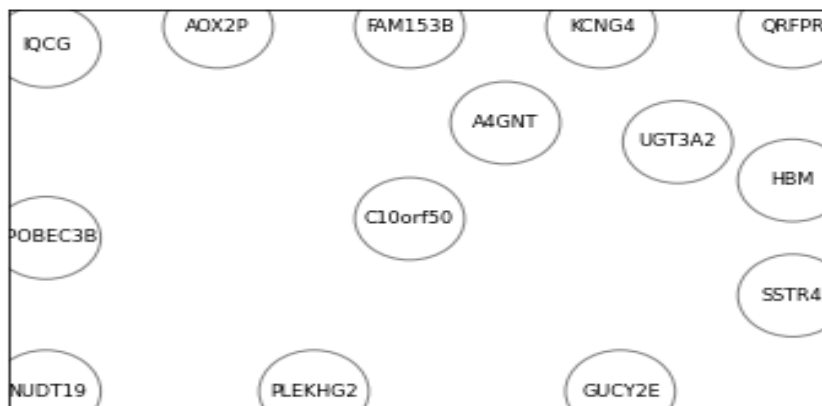 IQCG
AOX2P
FAM153B
KCNG4
QRFPR
A4GNT
UGT3A2
HBM
C10orf50
POBEC3B
SSTR4
NUDT19
PLEKHG2
GUCY2E